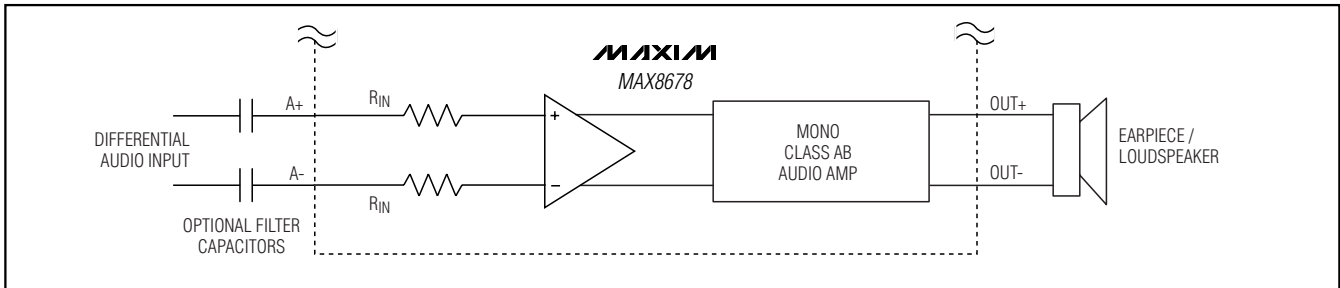 MAXIM
MAX8678
A+
RIN
+
OUT+
DIFFERENTIAL
AUDIO INPUT
MONO
CLASS AB
AUDIO AMP
EARPIECE /
LOUDSPEAKER
A-
RIN
–
OUT-
OPTIONAL FILTER
CAPACITORS